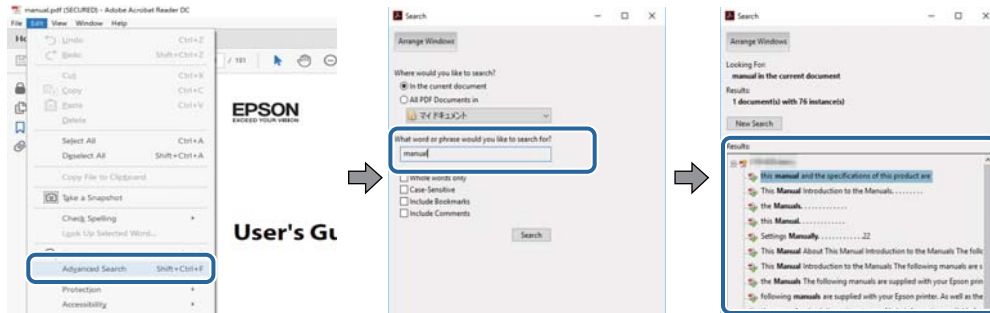 manual.pdf (SECURED) - Adobe Acrobat Reader DC
File Edit View Window Help
Undo Ctrl+Z
Redo Shift+Ctrl+Z
Cut Ctrl+X
Copy Ctrl+C
Paste Ctrl+V
Delete
Select All Ctrl+A
Deselect All Shift+Ctrl+A
Copy File to Clipboard
Take a Snapshot
Check Spelling
Look Up Selected Word...
Advanced Search Shift+Ctrl+F
Protection
Accessibility
/ 191
EPSON
EXCEED YOUR VISION
User's Gu
Search
Arrange Windows
Where would you like to search?
In the current document
All PDF Documents in
マイ ドキュメント
What word or phrase would you like to search for?
manual
Whole words only
Case-Sensitive
Include Bookmarks
Include Comments
Search
Search
Arrange Windows
Looking For:
manual in the current document
Results:
1 document(s) with 76 instance(s)
New Search
Results:
this manual and the specifications of this product are
This Manual Introduction to the Manuals. . . . . . . . .
the Manuals. . . . . . . . . . . . .
this Manual. . . . . . . . . . . . .
Settings Manually. . . . . . . . . . . . .22
This Manual About This Manual Introduction to the Manuals The follo
This Manual Introduction to the Manuals The following manuals are s
the Manuals The following manuals are supplied with your Epson prin
following manuals are supplied with your Epson printer. As well as the